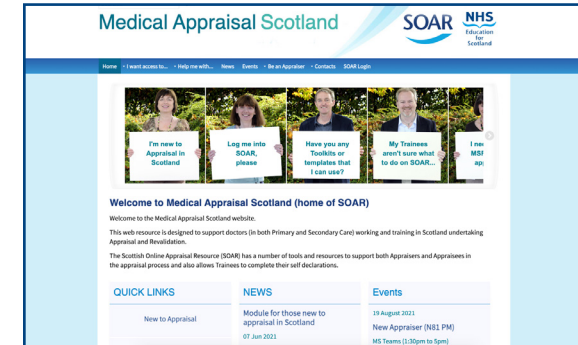 Medical Appraisal Scotland
SOAR
NHS
Education
for
Scotland
Home
I want access to...
Help me with...
News
Events
Be an Appraiser
Contacts
SOAR Login
I'm new to
Appraisal in
Scotland
Log me into
SOAR,
please
Have you any
Toolkits or
templates that
I can use?
My Trainees
aren't sure what
to do on SOAR...
I nee
MSF
app
Welcome to Medical Appraisal Scotland (home of SOAR)
Welcome to the Medical Appraisal Scotland website.
This web resource is designed to support doctors (in both Primary and Secondary Care) working and training in Scotland undertaking
Appraisal and Revalidation.
The Scottish Online Appraisal Resource (SOAR) has a number of tools and resources to support both Appraisers and Appraisees in
the appraisal process and also allows Trainees to complete their self declarations.
QUICK LINKS
New to Appraisal
NEWS
Module for those new to
appraisal in Scotland
07 Jun 2021
Events
19 August 2021
New Appraiser (N81 PM)
MS Teams (1:30pm to 5pm)